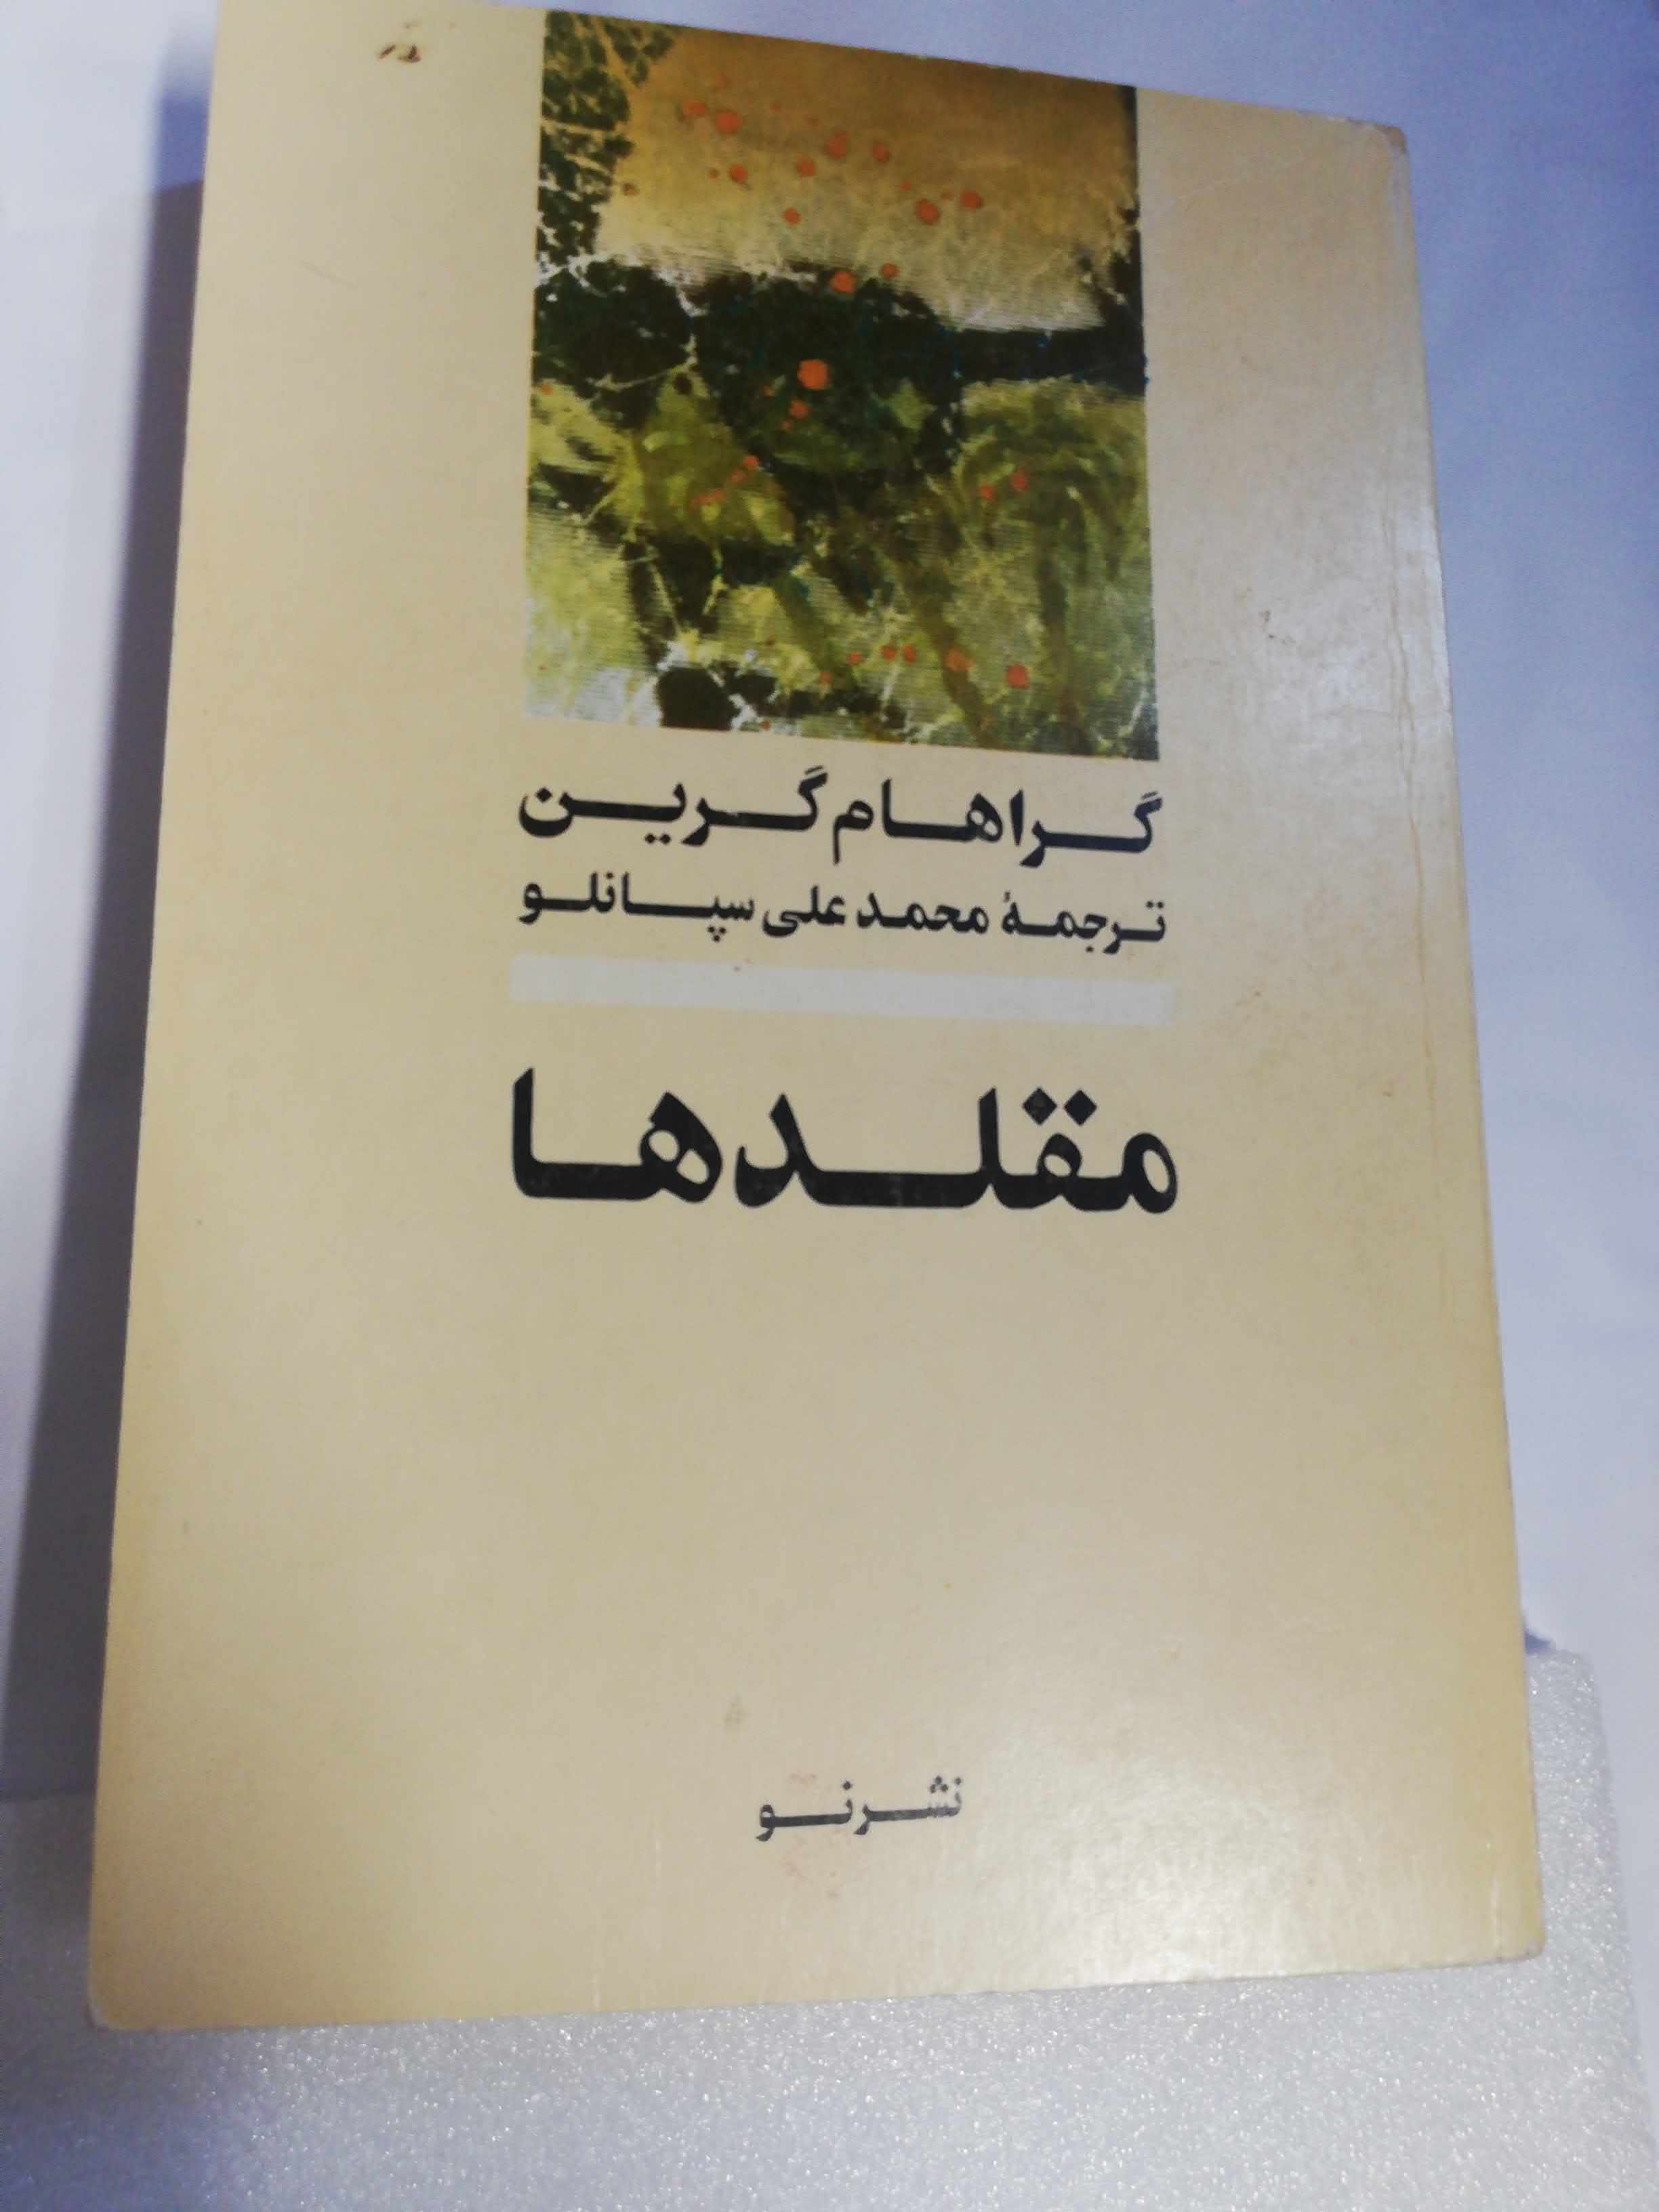 گراهام گرین
ترجمهٔ محمدعلی سپانلو
مقلدها
نشرنو